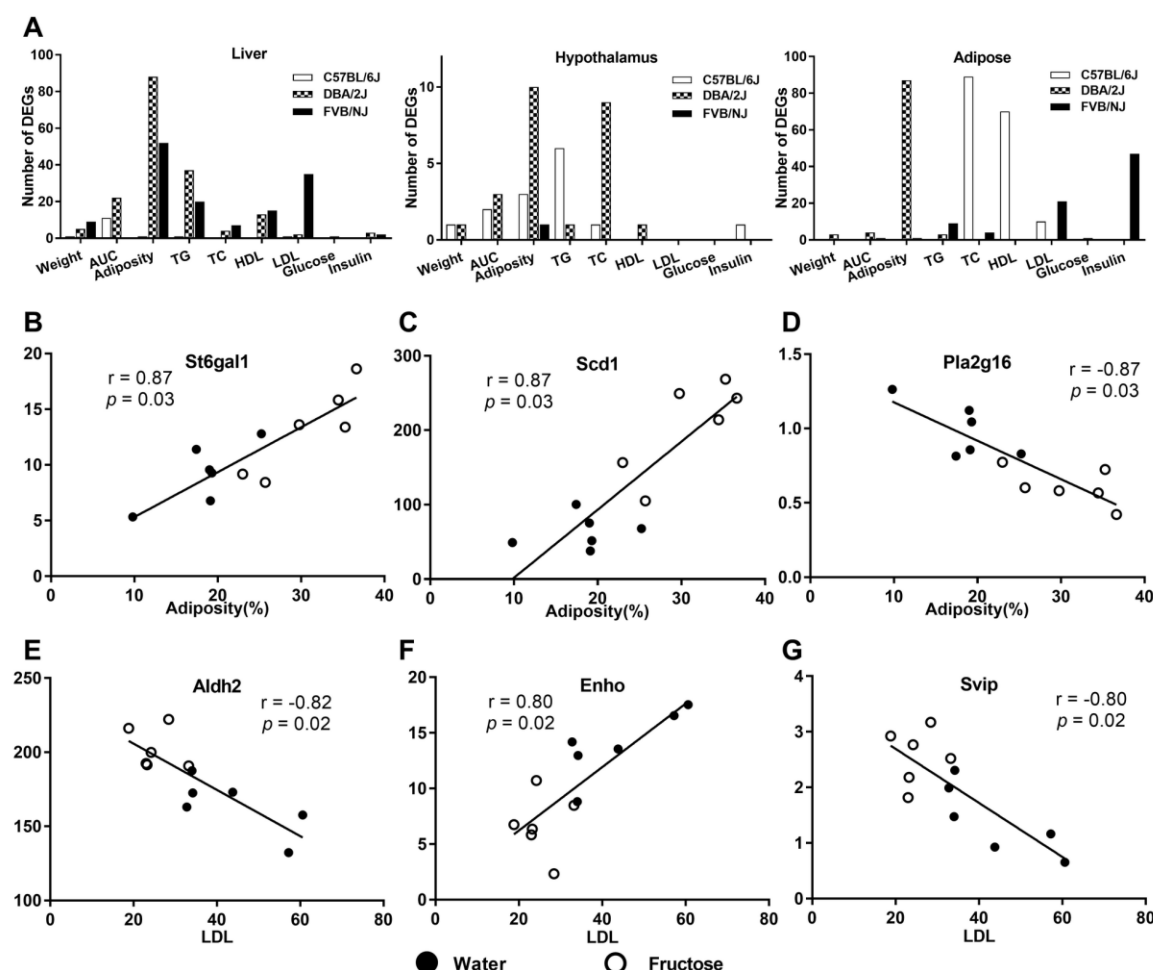 A
Liver
Number of DEGs
100
80
60
40
20
0
C57BL/6J
DBA/2J
FVB/NJ
Weight
AUC
Adiposity
TG
TC
HDL
LDL
Glucose
Insulin
Hypothalamus
Number of DEGs
10
5
0
C57BL/6J
DBA/2J
FVB/NJ
Weight
AUC
Adiposity
TG
TC
HDL
LDL
Glucose
Insulin
Adipose
Number of DEGs
100
80
60
40
20
0
C57BL/6J
DBA/2J
FVB/NJ
Weight
AUC
Adiposity
TG
TC
HDL
LDL
Glucose
Insulin
B
St6gal1
r = 0.87
p = 0.03
20
15
10
5
0
0 10 20 30 40
Adiposity(%)
C
Scd1
r = 0.87
p = 0.03
300
200
100
0
0 10 20 30 40
Adiposity(%)
D
Pla2g16
r = -0.87
p = 0.03
1.5
1.0
0.5
0.0
0 10 20 30 40
Adiposity(%)
E
Aldh2
r = -0.82
p = 0.02
250
200
150
100
0 20 40 60 80
LDL
F
Enho
r = 0.80
p = 0.02
20
15
10
5
0
0 20 40 60 80
LDL
G
Svip
r = -0.80
p = 0.02
4
3
2
1
0
0 20 40 60 80
LDL
Water
Fructose